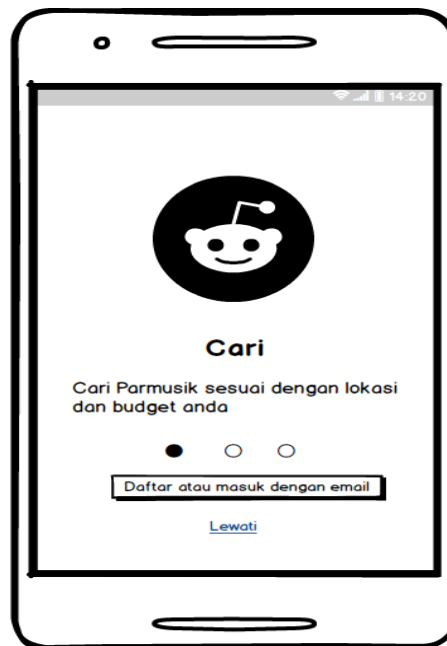 14.20
Cari
Cari Parmusik sesuai dengan lokasi
dan budget anda
Daftar atau masuk dengan email
Lewati